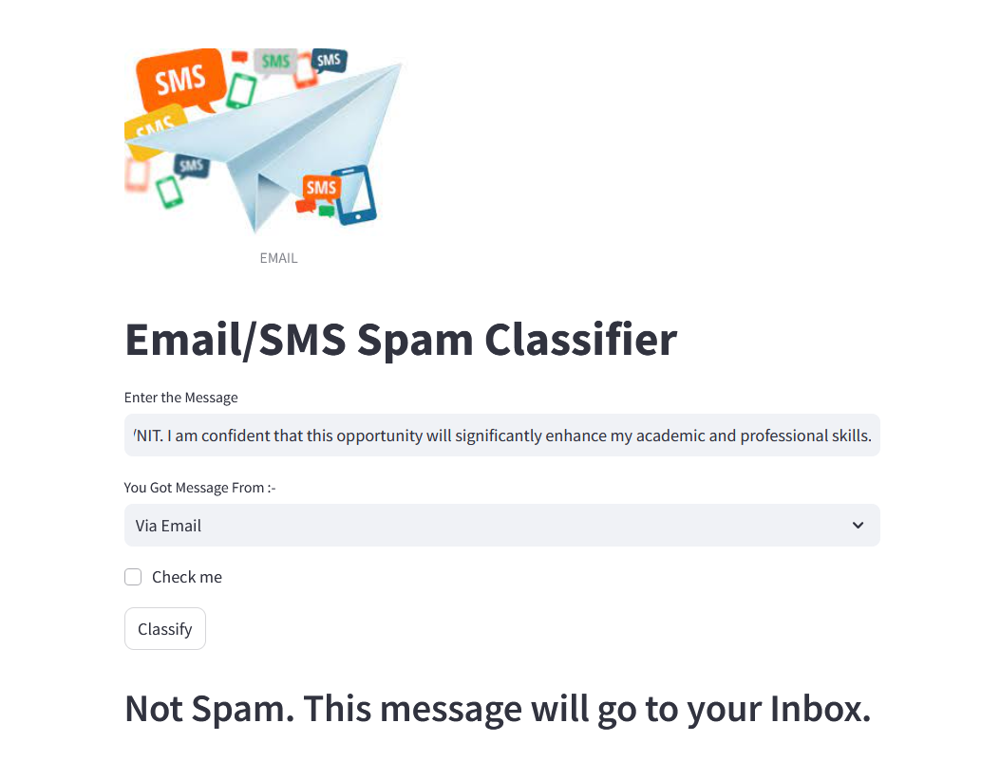 SMS
SMS
SMS
SMS
SMS
SMS
EMAIL
Email/SMS Spam Classifier
Enter the Message
NIT. I am confident that this opportunity will significantly enhance my academic and professional skills.
You Got Message From :-
Via Email
Check me
Classify
Not Spam. This message will go to your Inbox.